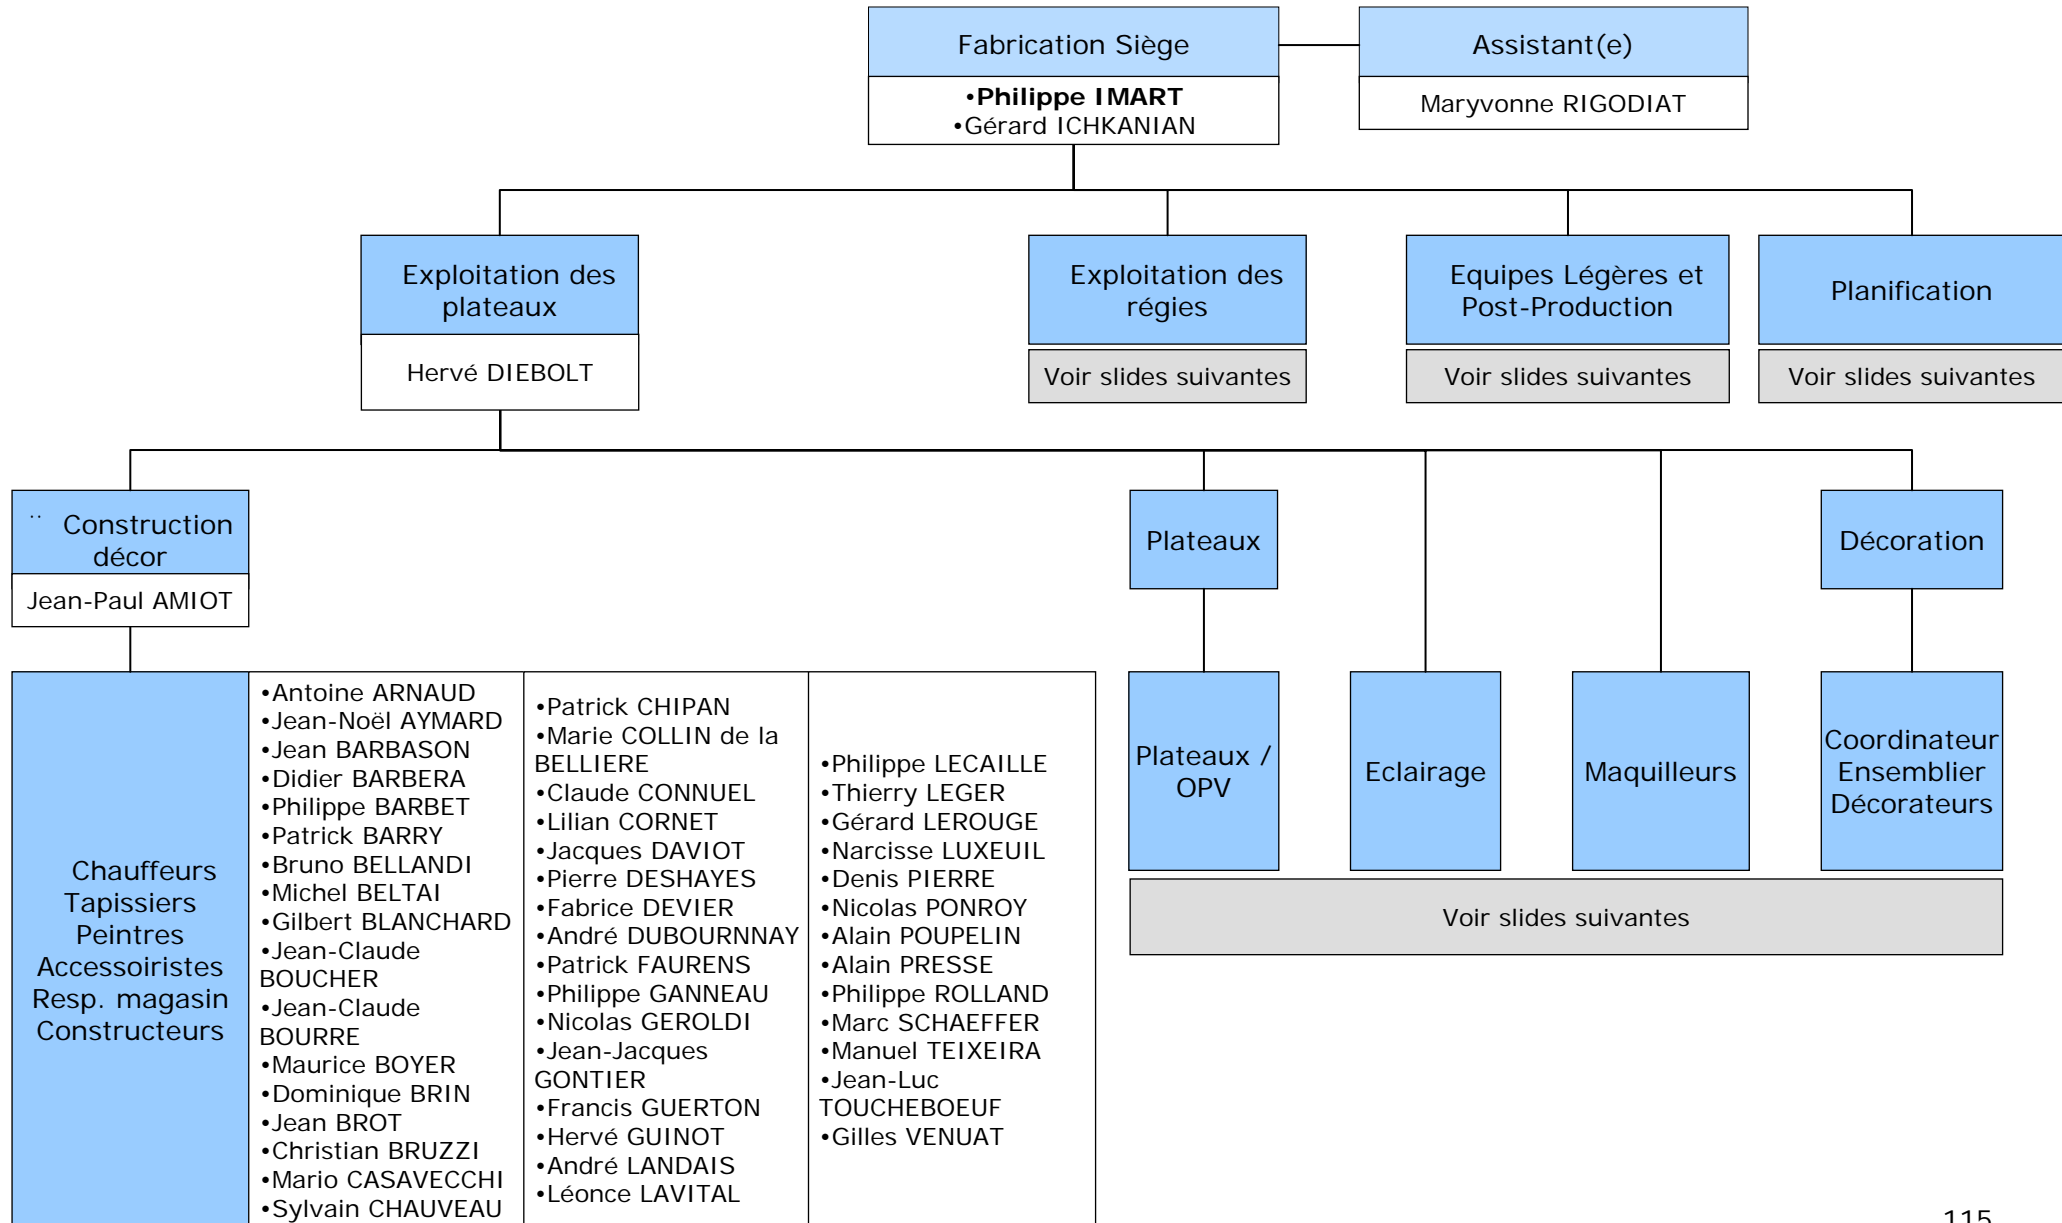 Fabrication Siège
•Philippe IMART
•Gérard ICHKANIAN
Assistant(e)
Maryvonne RIGODIAT
Exploitation des
plateaux
Hervé DIEBOLT
Exploitation des
régies
Voir slides suivantes
Equipes Légères et
Post-Production
Voir slides suivantes
Planification
Voir slides suivantes
.. Construction
décor
Jean-Paul AMIOT
Plateaux
Décoration
Chauffeurs
Tapissiers
Peintres
Accessoiristes
Resp. magasin
Constructeurs
•Antoine ARNAUD
•Jean-Noël AYMARD
•Jean BARBASON
•Didier BARBERA
•Philippe BARBET
•Patrick BARRY
•Bruno BELLANDI
•Michel BELTAI
•Gilbert BLANCHARD
•Jean-Claude
BOUCHER
•Jean-Claude
BOURRE
•Maurice BOYER
•Dominique BRIN
•Jean BROT
•Christian BRUZZI
•Mario CASAVECCHI
•Sylvain CHAUVEAU
•Patrick CHIPAN
•Marie COLLIN de la
BELLIERE
•Claude CONNUEL
•Lilian CORNET
•Jacques DAVIOT
•Pierre DESHAYES
•Fabrice DEVIER
•André DUBOURNNAY
•Patrick FAURENS
•Philippe GANNEAU
•Nicolas GEROLDI
•Jean-Jacques
GONTIER
•Francis GUERTON
•Hervé GUINOT
•André LANDAIS
•Léonce LAVITAL
•Philippe LECAILLE
•Thierry LEGER
•Gérard LEROUGE
•Narcisse LUXEUIL
•Denis PIERRE
•Nicolas PONROY
•Alain POUPELIN
•Alain PRESSE
•Philippe ROLLAND
•Marc SCHAEFFER
•Manuel TEIXEIRA
•Jean-Luc
TOUCHEBOEUF
•Gilles VENUAT
Plateaux /
OPV
Eclairage
Maquilleurs
Coordinateur
Ensemblier
Décorateurs
Voir slides suivantes
115